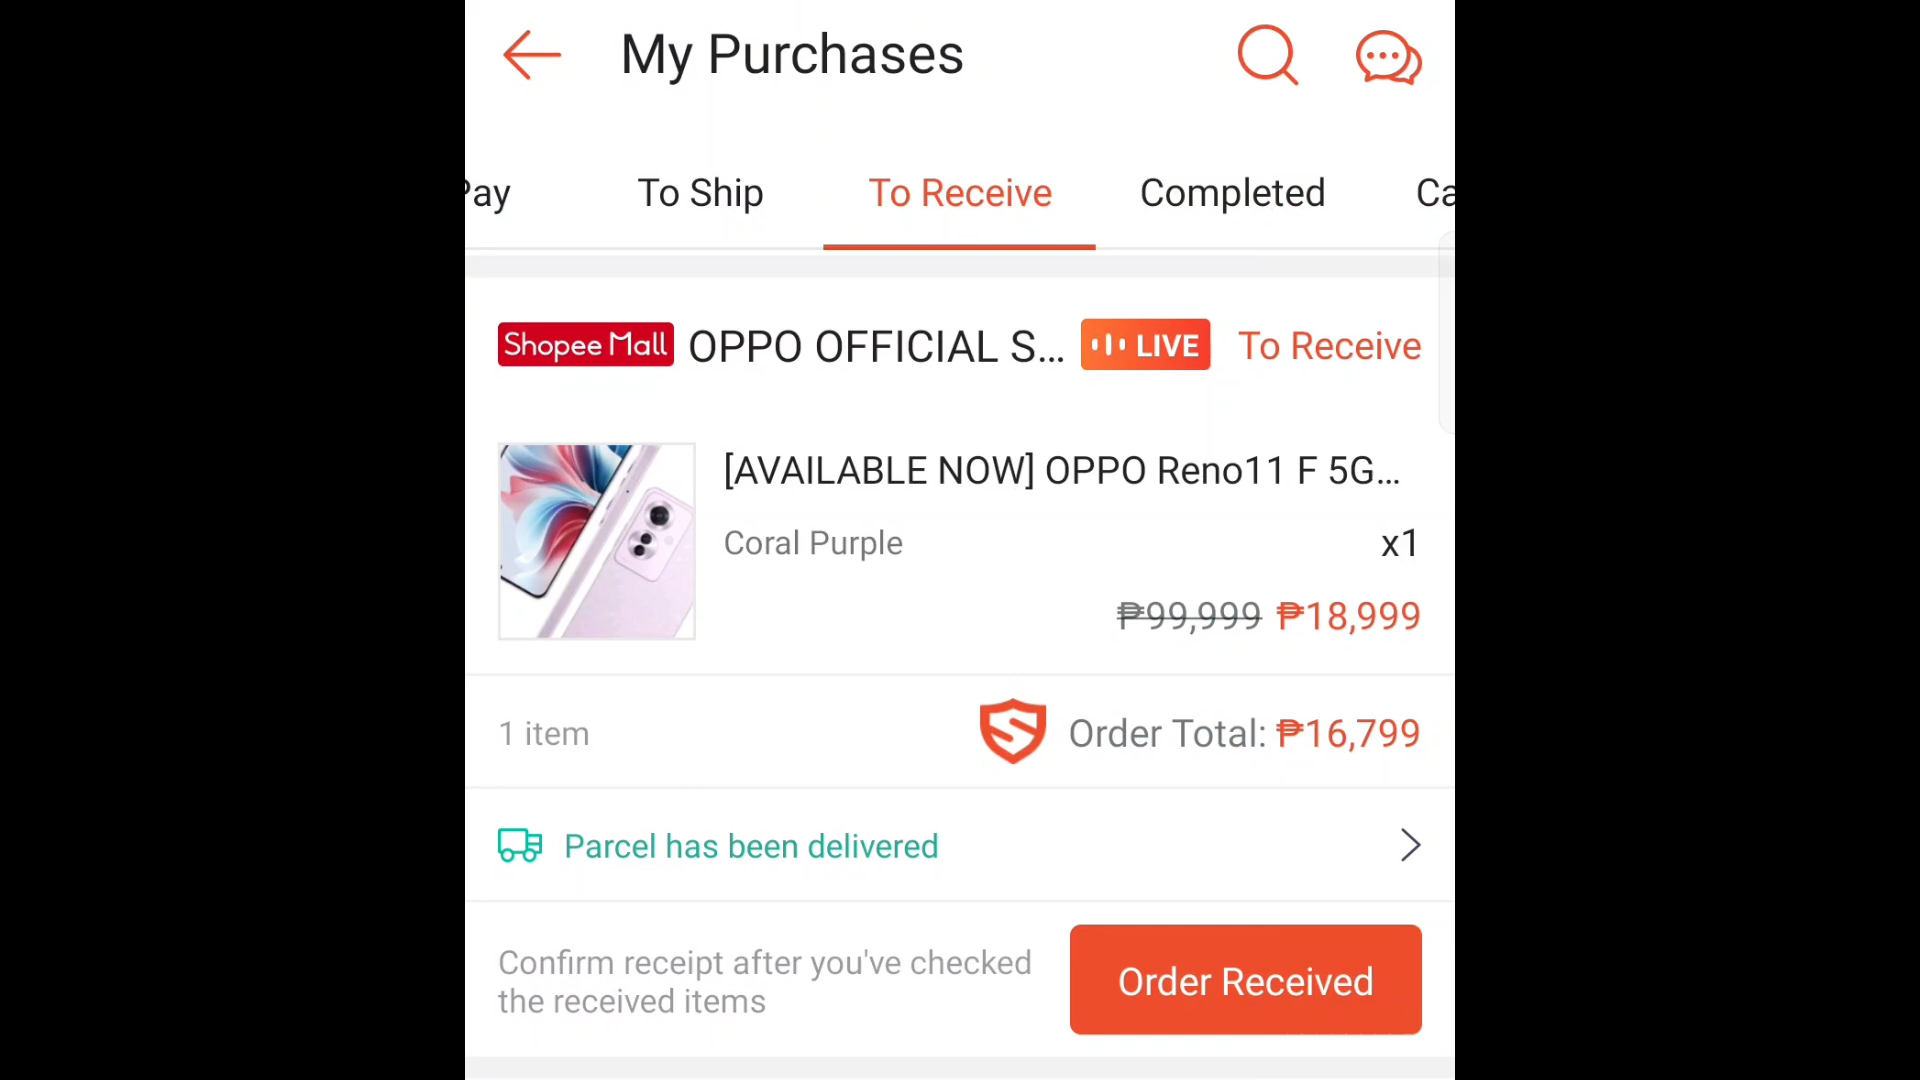 My Purchases
Pay To Ship To Receive Completed Ca
Shopee Mall OPPO OFFICIAL S... LIVE To Receive
[AVAILABLE NOW] OPPO Reno11 F 5G...
Coral Purple x1
₱99,999 ₱18,999
1 item Order Total: ₱16,799
Parcel has been delivered
Confirm receipt after you've checked
the received items
Order Received